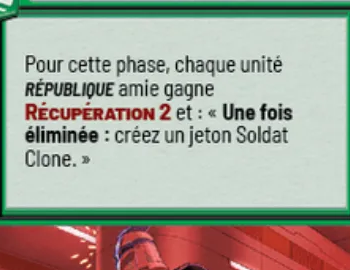 Pour cette phase, chaque unité
RÉPUBLIQUE amie gagne
RÉCUPÉRATION 2 et : « Une fois
éliminée : créez un jeton Soldat
Clone. »